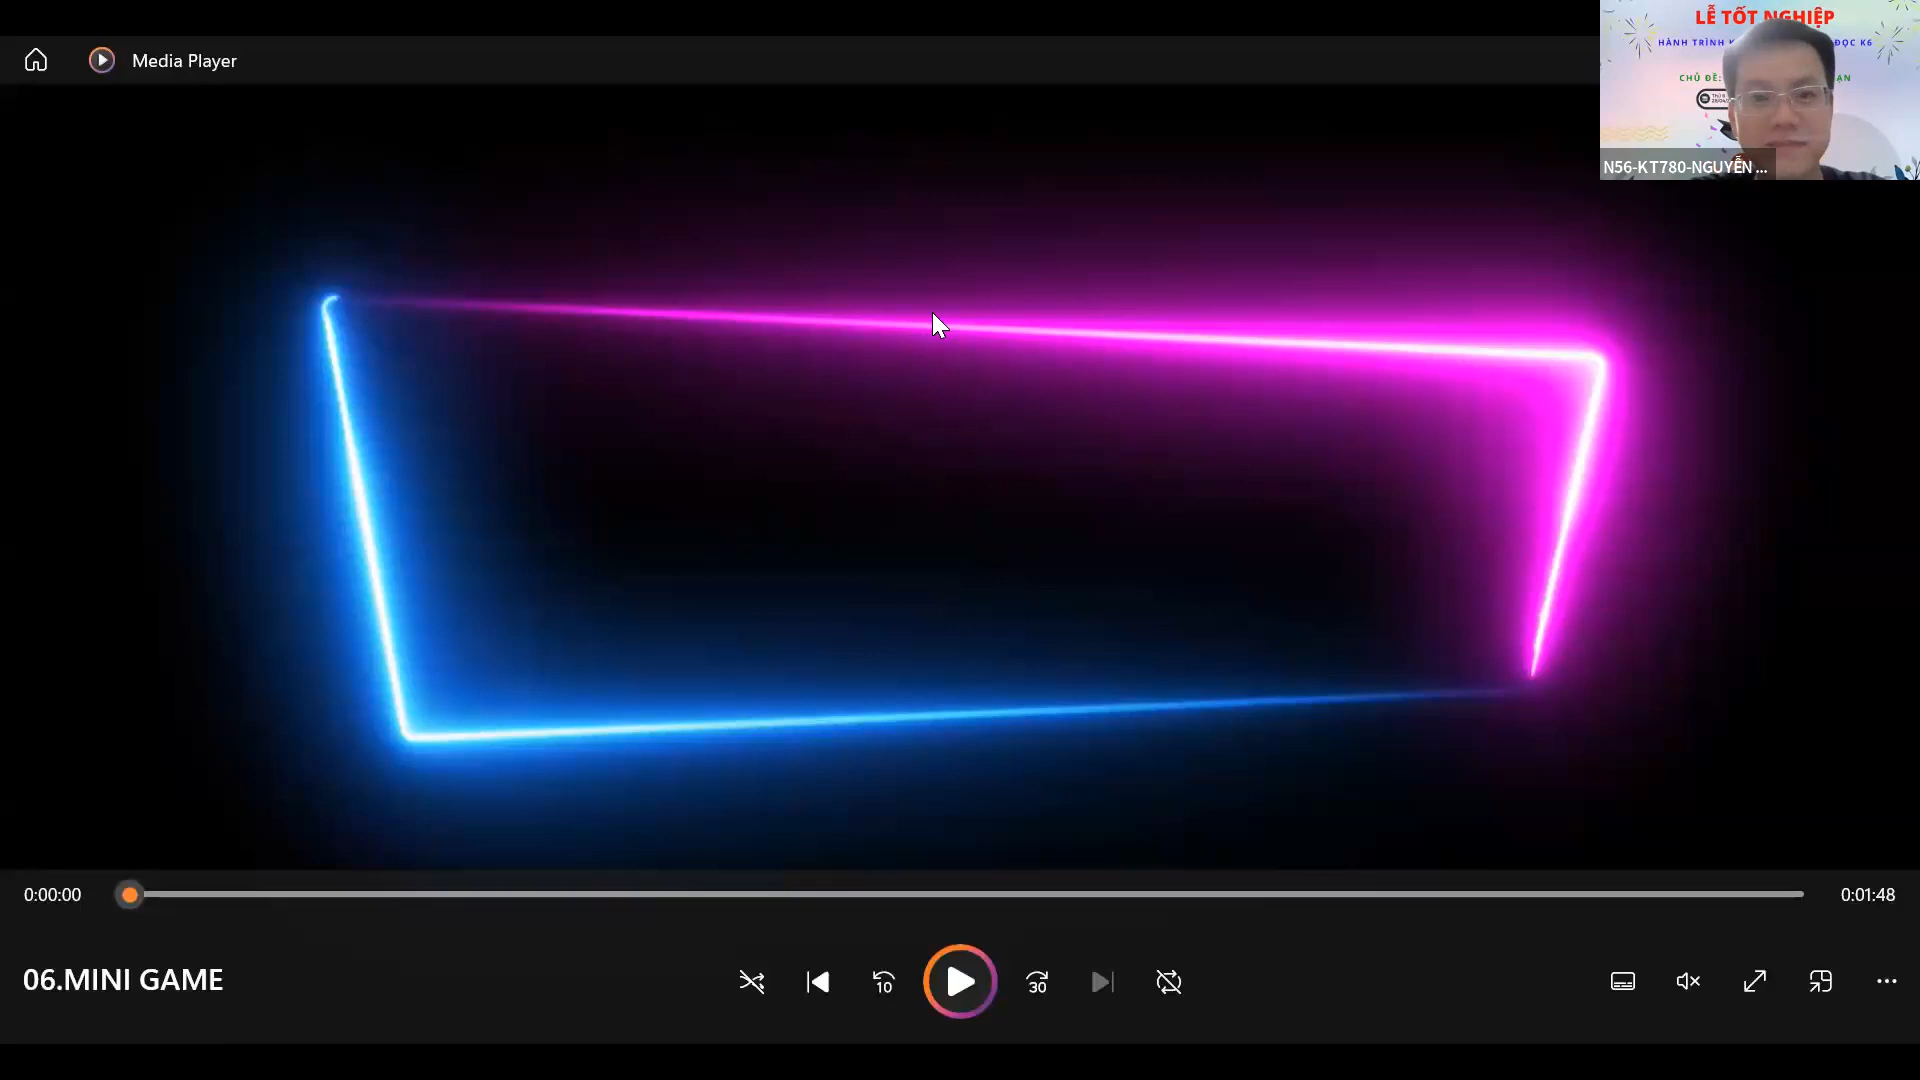 Media Player
LỄ TỐT NGHIỆP
HÀNH TRÌNH
ĐỌC K6
CHỦ ĐỀ:
N56-KT780-NGUYỄN ...
0:00:00
0:01:48
06.MINI GAME
10
30